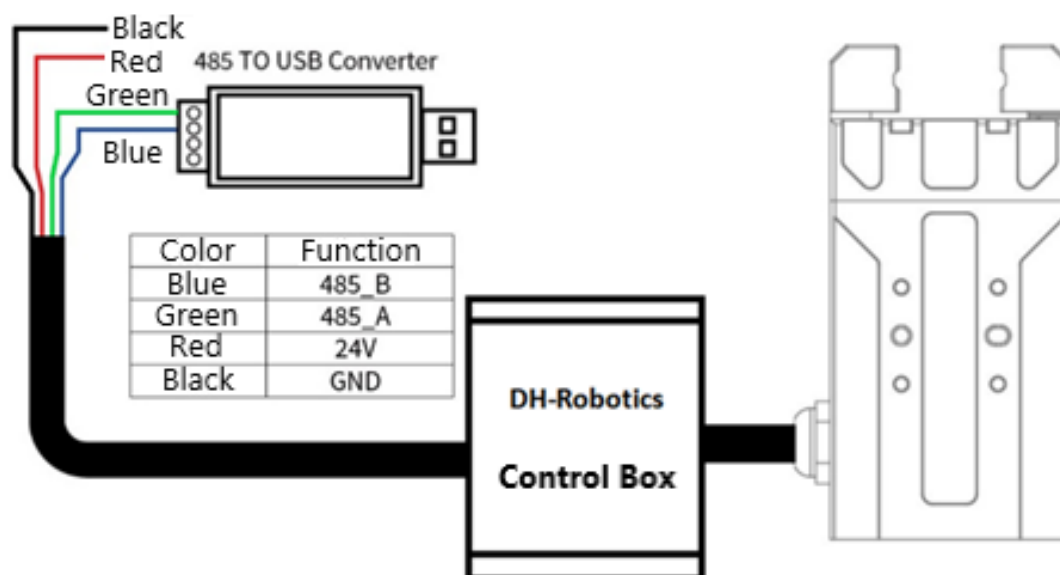 Black
Red
485 TO USB Converter
Green
Blue
Color Function
Blue 485_B
Green 485_A
Red 24V
Black GND
DH-Robotics
Control Box